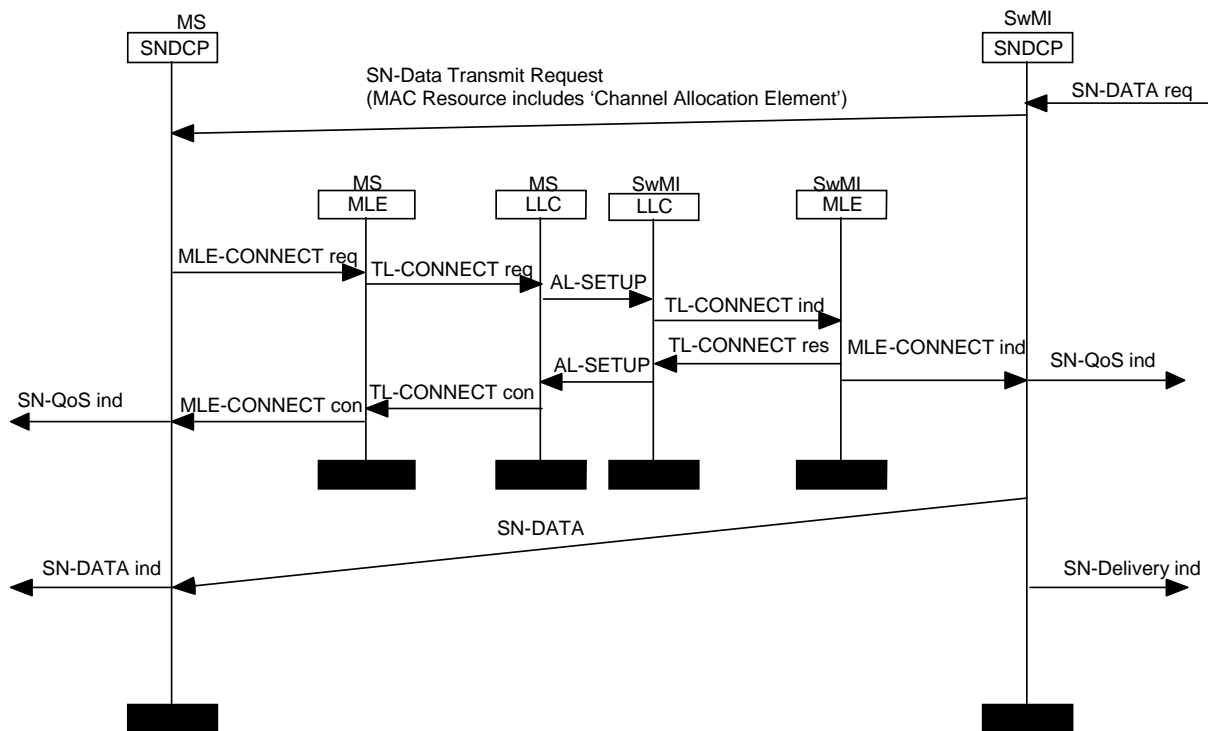 MS
SwMI
SNDCP
SNDCP
SN-Data Transmit Request
(MAC Resource includes ‘Channel Allocation Element’)
SN-DATA req
MS
MS
SwMI
SwMI
MLE
LLC
LLC
MLE
MLE-CONNECT req
TL-CONNECT req
AL-SETUP
TL-CONNECT ind
TL-CONNECT res
MLE-CONNECT ind
AL-SETUP
SN-QoS ind
TL-CONNECT con
SN-QoS ind
MLE-CONNECT con
SN-DATA
SN-DATA ind
SN-Delivery ind